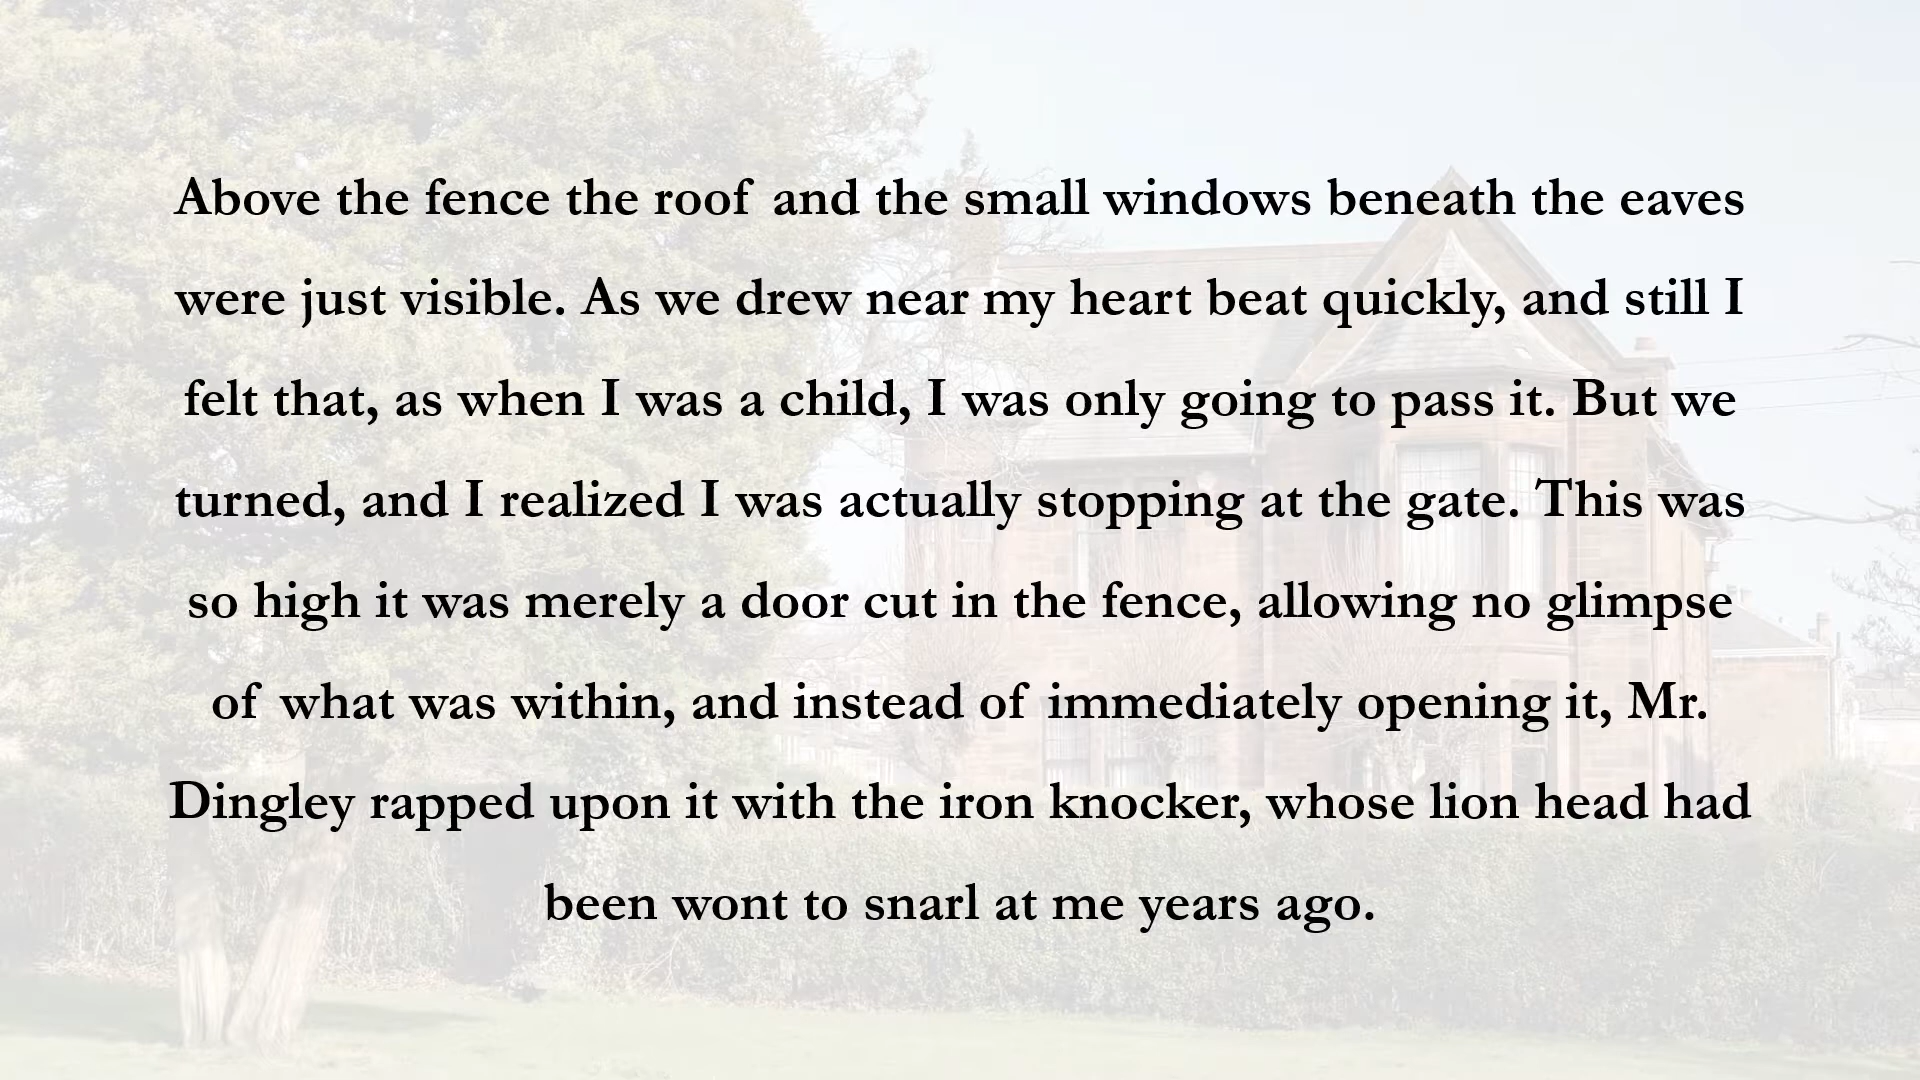 Above the fence the roof and the small windows beneath the eaves
were just visible. As we drew near my heart beat quickly, and still I
felt that, as when I was a child, I was only going to pass it. But we
turned, and I realized I was actually stopping at the gate. This was
so high it was merely a door cut in the fence, allowing no glimpse
of what was within, and instead of immediately opening it, Mr.
Dingley rapped upon it with the iron knocker, whose lion head had
been wont to snarl at me years ago.